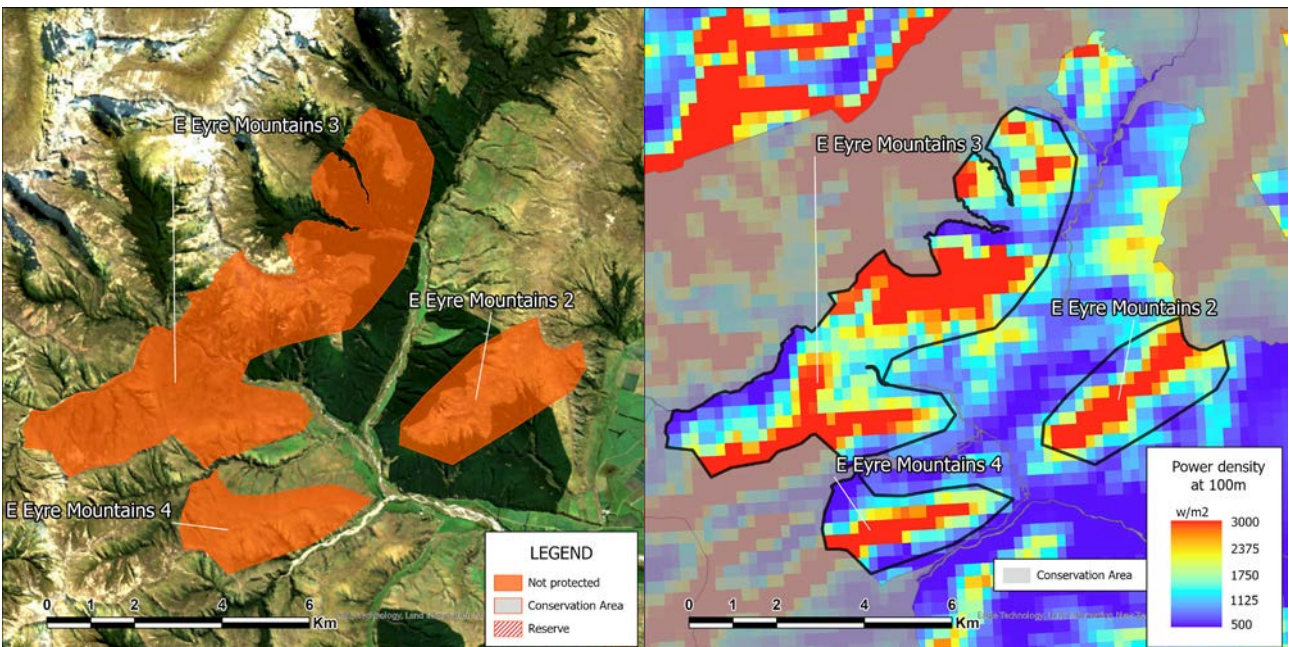 E Eyre Mountains 3
E Eyre Mountains 2
E Eyre Mountains 4
LEGEND
Not protected
Conservation Area
Reserve
0 2 4 6
Km
E Eyre Mountains 3
E Eyre Mountains 2
E Eyre Mountains 4
Power density
at 100m
w/m2
3000
2375
1750
1125
500
Conservation Area
0 2 4 6
Km